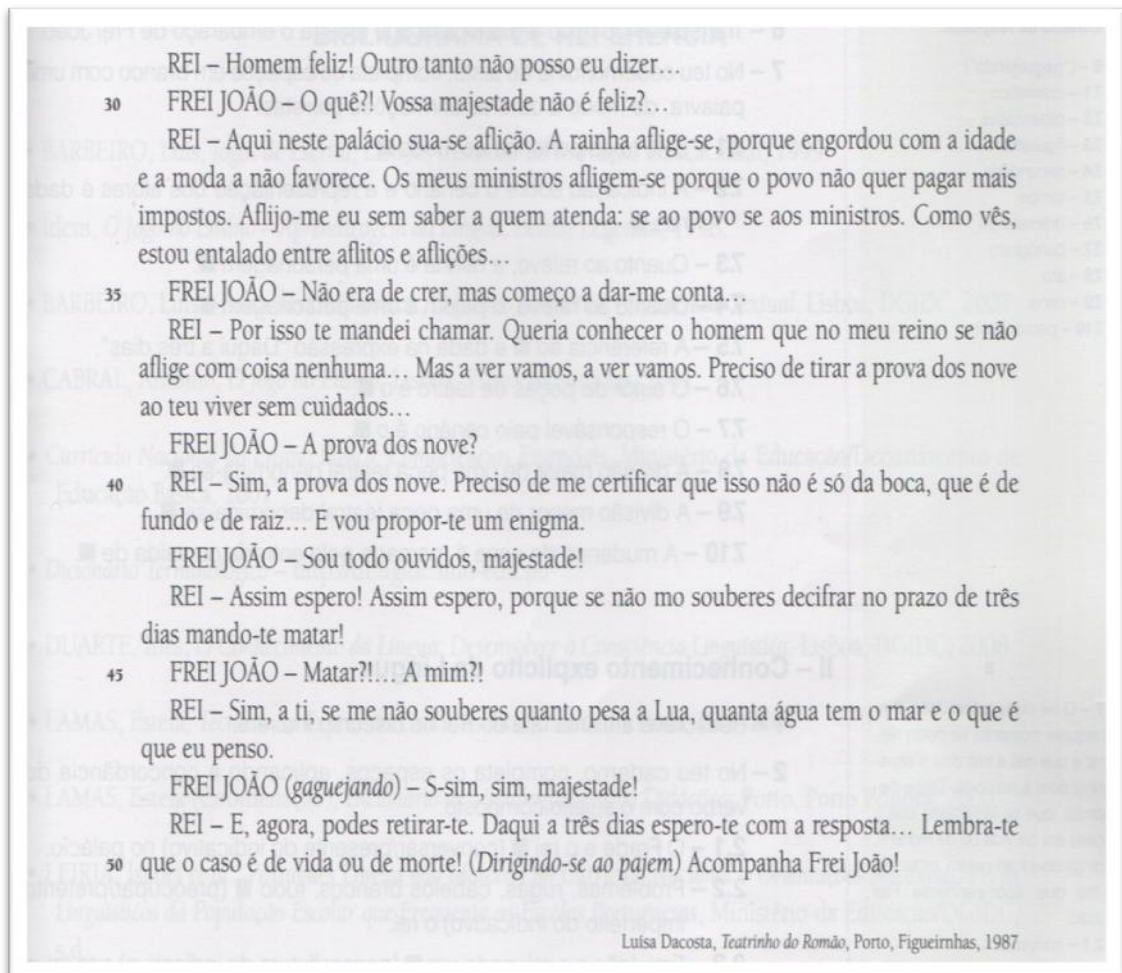 REI – Homem feliz! Outro tanto não posso eu dizer…
30 FREI JOÃO – O quê?! Vossa majestade não é feliz?…
REI – Aqui neste palácio sua-se aflição. A rainha aflige-se, porque engordou com a idade
e a moda a não favorece. Os meus ministros afligem-se porque o povo não quer pagar mais
impostos. Aflijo-me eu sem saber a quem atenda: se ao povo se aos ministros. Como vês,
estou entalado entre aflitos e aflições…
35 FREI JOÃO – Não era de crer, mas começo a dar-me conta…
REI – Por isso te mandei chamar. Queria conhecer o homem que no meu reino se não
aflige com coisa nenhuma… Mas a ver vamos, a ver vamos. Preciso de tirar a prova dos nove
ao teu viver sem cuidados…
FREI JOÃO – A prova dos nove?
40 REI – Sim, a prova dos nove. Preciso de me certificar que isso não é só da boca, que é de
fundo e de raiz… E vou propor-te um enigma.
FREI JOÃO – Sou todo ouvidos, majestade!
REI – Assim espero! Assim espero, porque se não mo souberes decifrar no prazo de três
dias mando-te matar!
45 FREI JOÃO – Matar?!… A mim?!
REI – Sim, a ti, se me não souberes quanto pesa a Lua, quanta água tem o mar e o que é
que eu penso.
FREI JOÃO (gaguejando) – S-sim, sim, majestade!
REI – E, agora, podes retirar-te. Daqui a três dias espero-te com a resposta… Lembra-te
50 que o caso é de vida ou de morte! (Dirigindo-se ao pajem) Acompanha Frei João!
Luísa Dacosta, Teatrinho do Romão, Porto, Figueirnhas, 1987